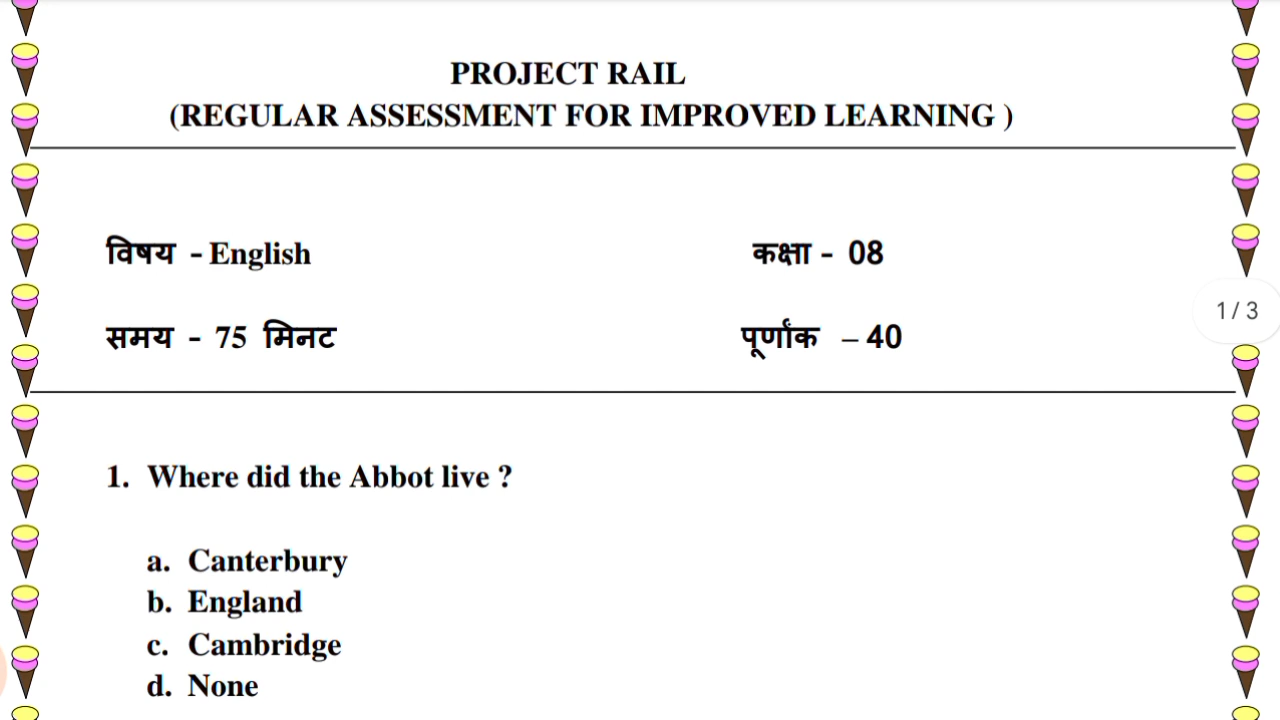 PROJECT RAIL
(REGULAR ASSESSMENT FOR IMPROVED LEARNING )
विषय - English
कक्षा - 08
समय - 75 मिनट
पूर्णांक – 40
1 / 3
1. Where did the Abbot live ?
a. Canterbury
b. England
c. Cambridge
d. None